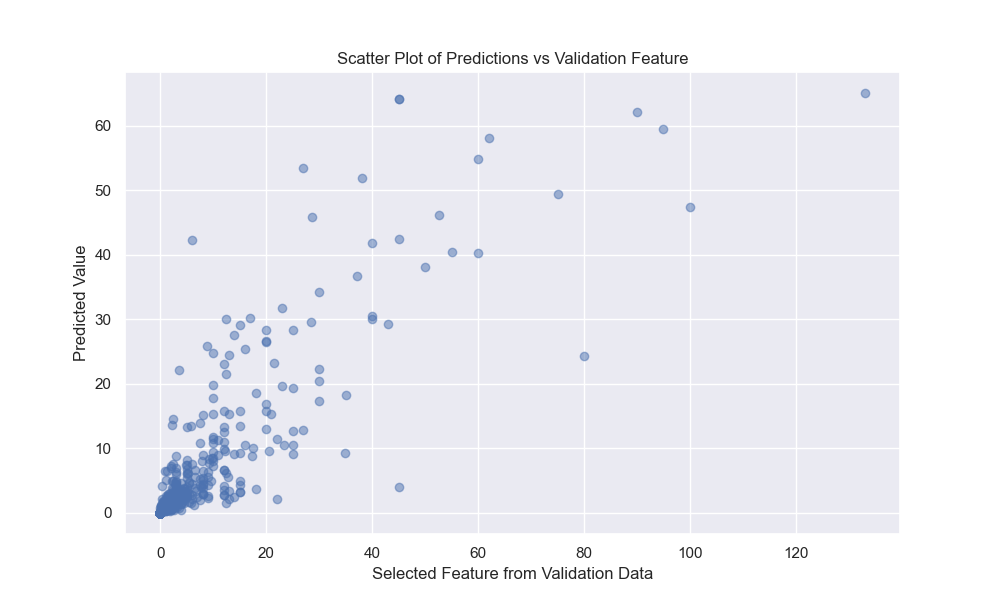 Scatter Plot of Predictions vs Validation Feature
Predicted Value
60
50
40
30
20
10
0
0 20 40 60 80 100 120
Selected Feature from Validation Data